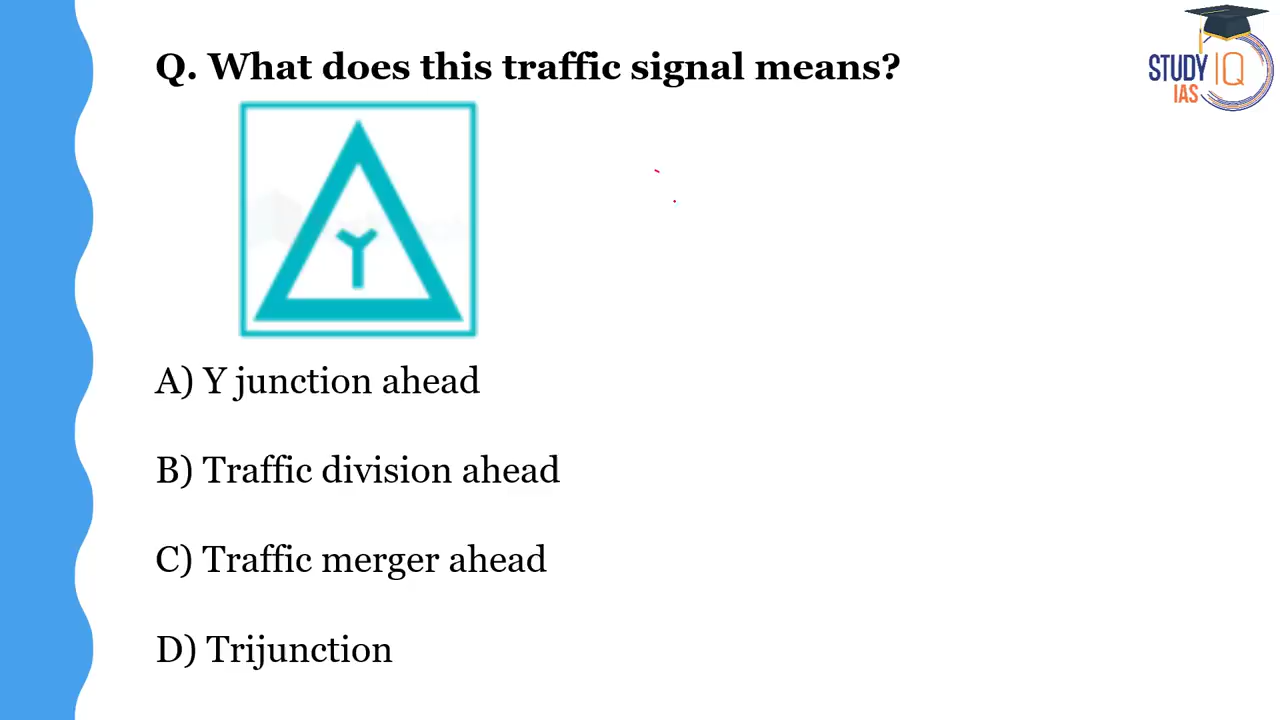 Q. What does this traffic signal means?
STUDY IQ
IAS
Y
A) Y junction ahead
B) Traffic division ahead
C) Traffic merger ahead
D) Trijunction